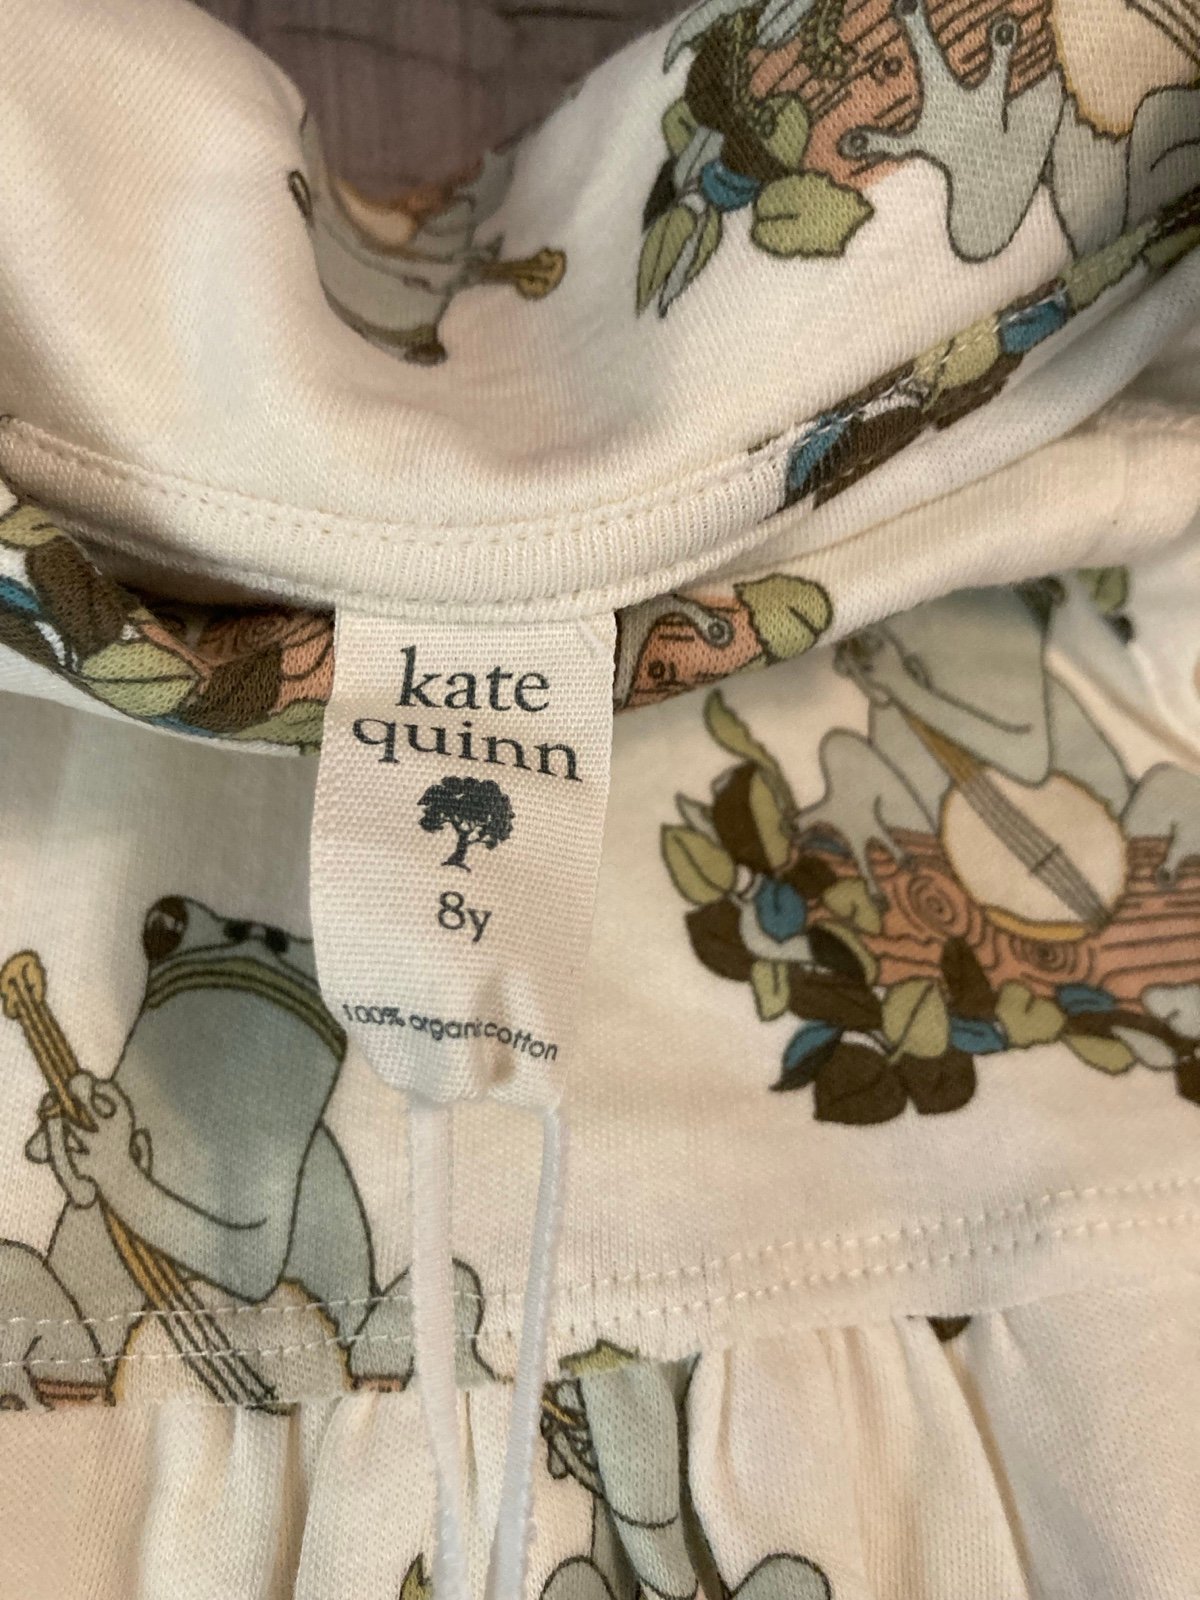 kate
quinn
8y
100% organic cotton